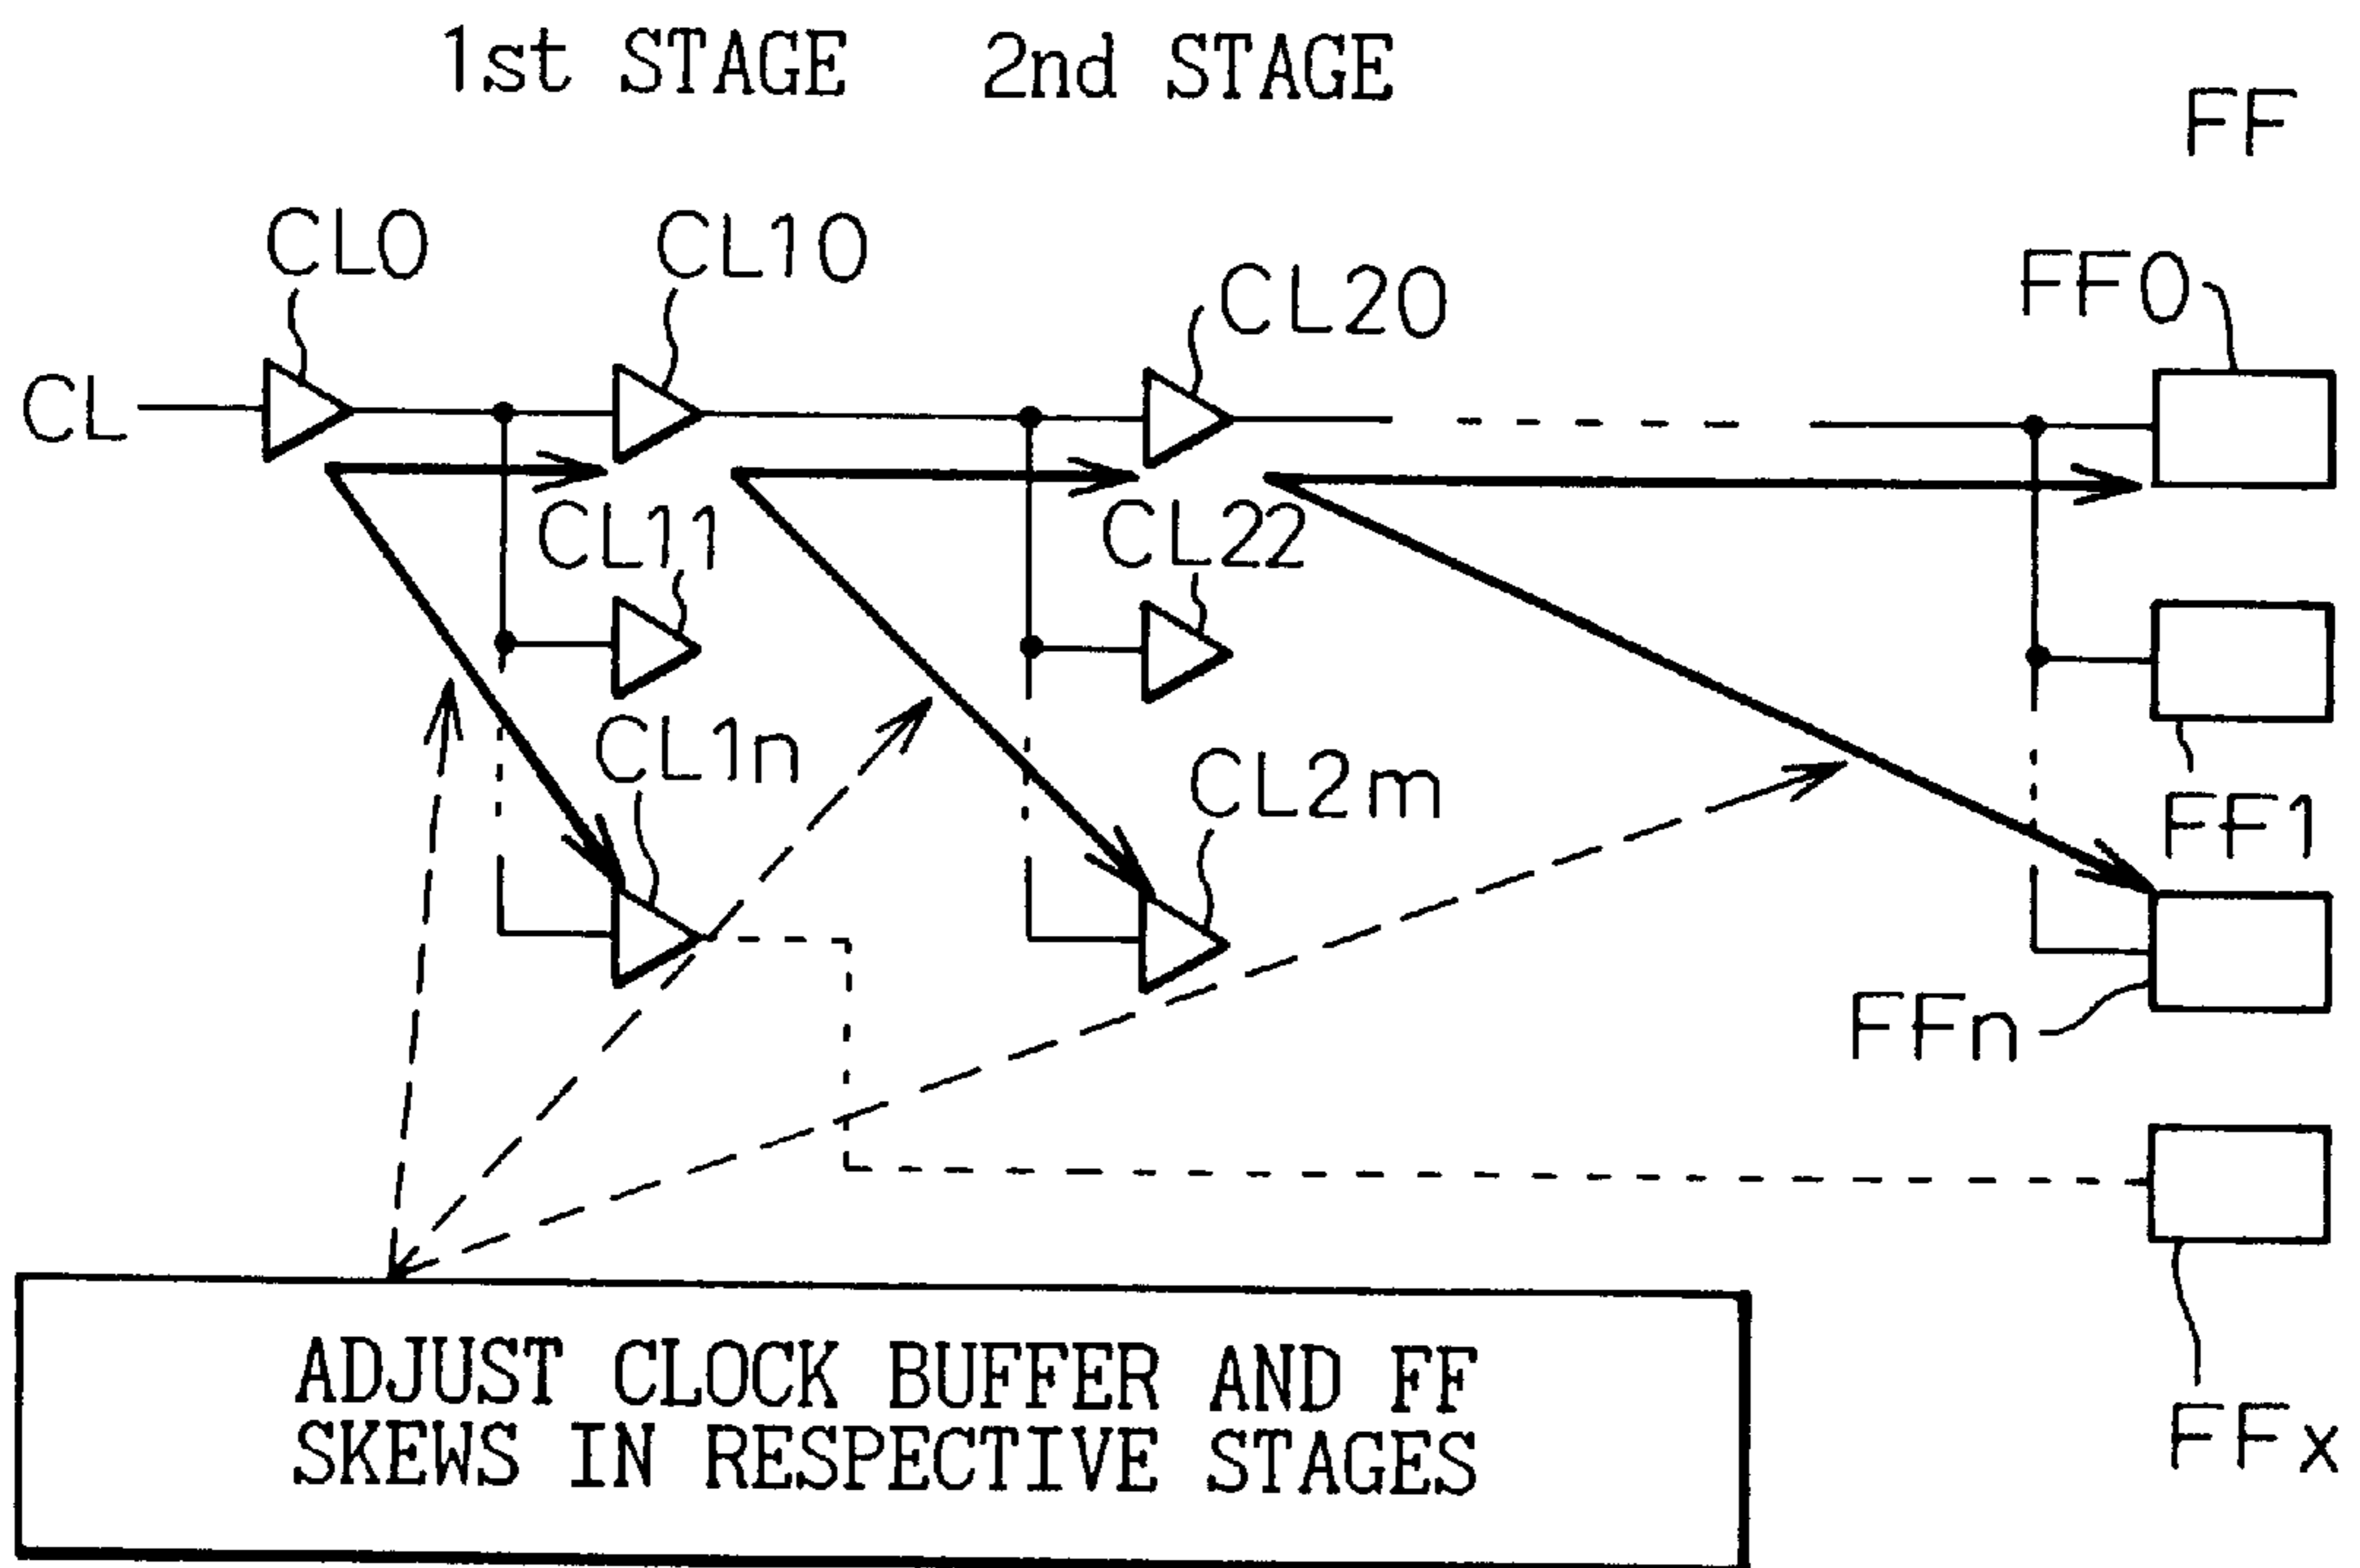 1st STAGE 2nd STAGE
FF
CL0
CL10
CL20
FF0
CL
CL11
CL22
CL1n
CL2m
FF1
FFn
FFx
ADJUST CLOCK BUFFER AND FF
SKEWS IN RESPECTIVE STAGES